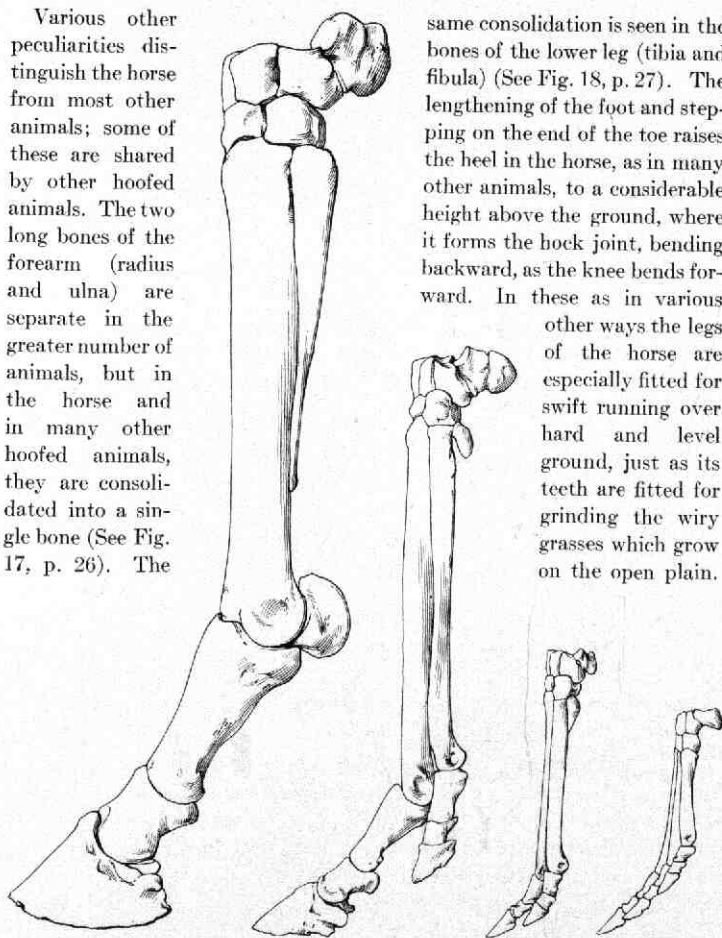 Various other
peculiarities dis-
tinguish the horse
from most other
animals; some of
these are shared
by other hoofed
animals. The two
long bones of the
forearm (radius
and ulna) are
separate in the
greater number of
animals, but in
the horse and
in many other
hoofed animals,
they are consoli-
dated into a sin-
gle bone (See Fig.
17, p. 26). The
same consolidation is seen in the
bones of the lower leg (tibia and
fibula) (See Fig. 18, p. 27). The
lengthening of the foot and step-
ping on the end of the toe raises
the heel in the horse, as in many
other animals, to a considerable
height above the ground, where
it forms the hock joint, bending
backward, as the knee bends for-
ward. In these as in various
other ways the legs
of the horse are
especially fitted for
swift running over
hard and level
ground, just as its
teeth are fitted for
grinding the wiry
grasses which grow
on the open plain.